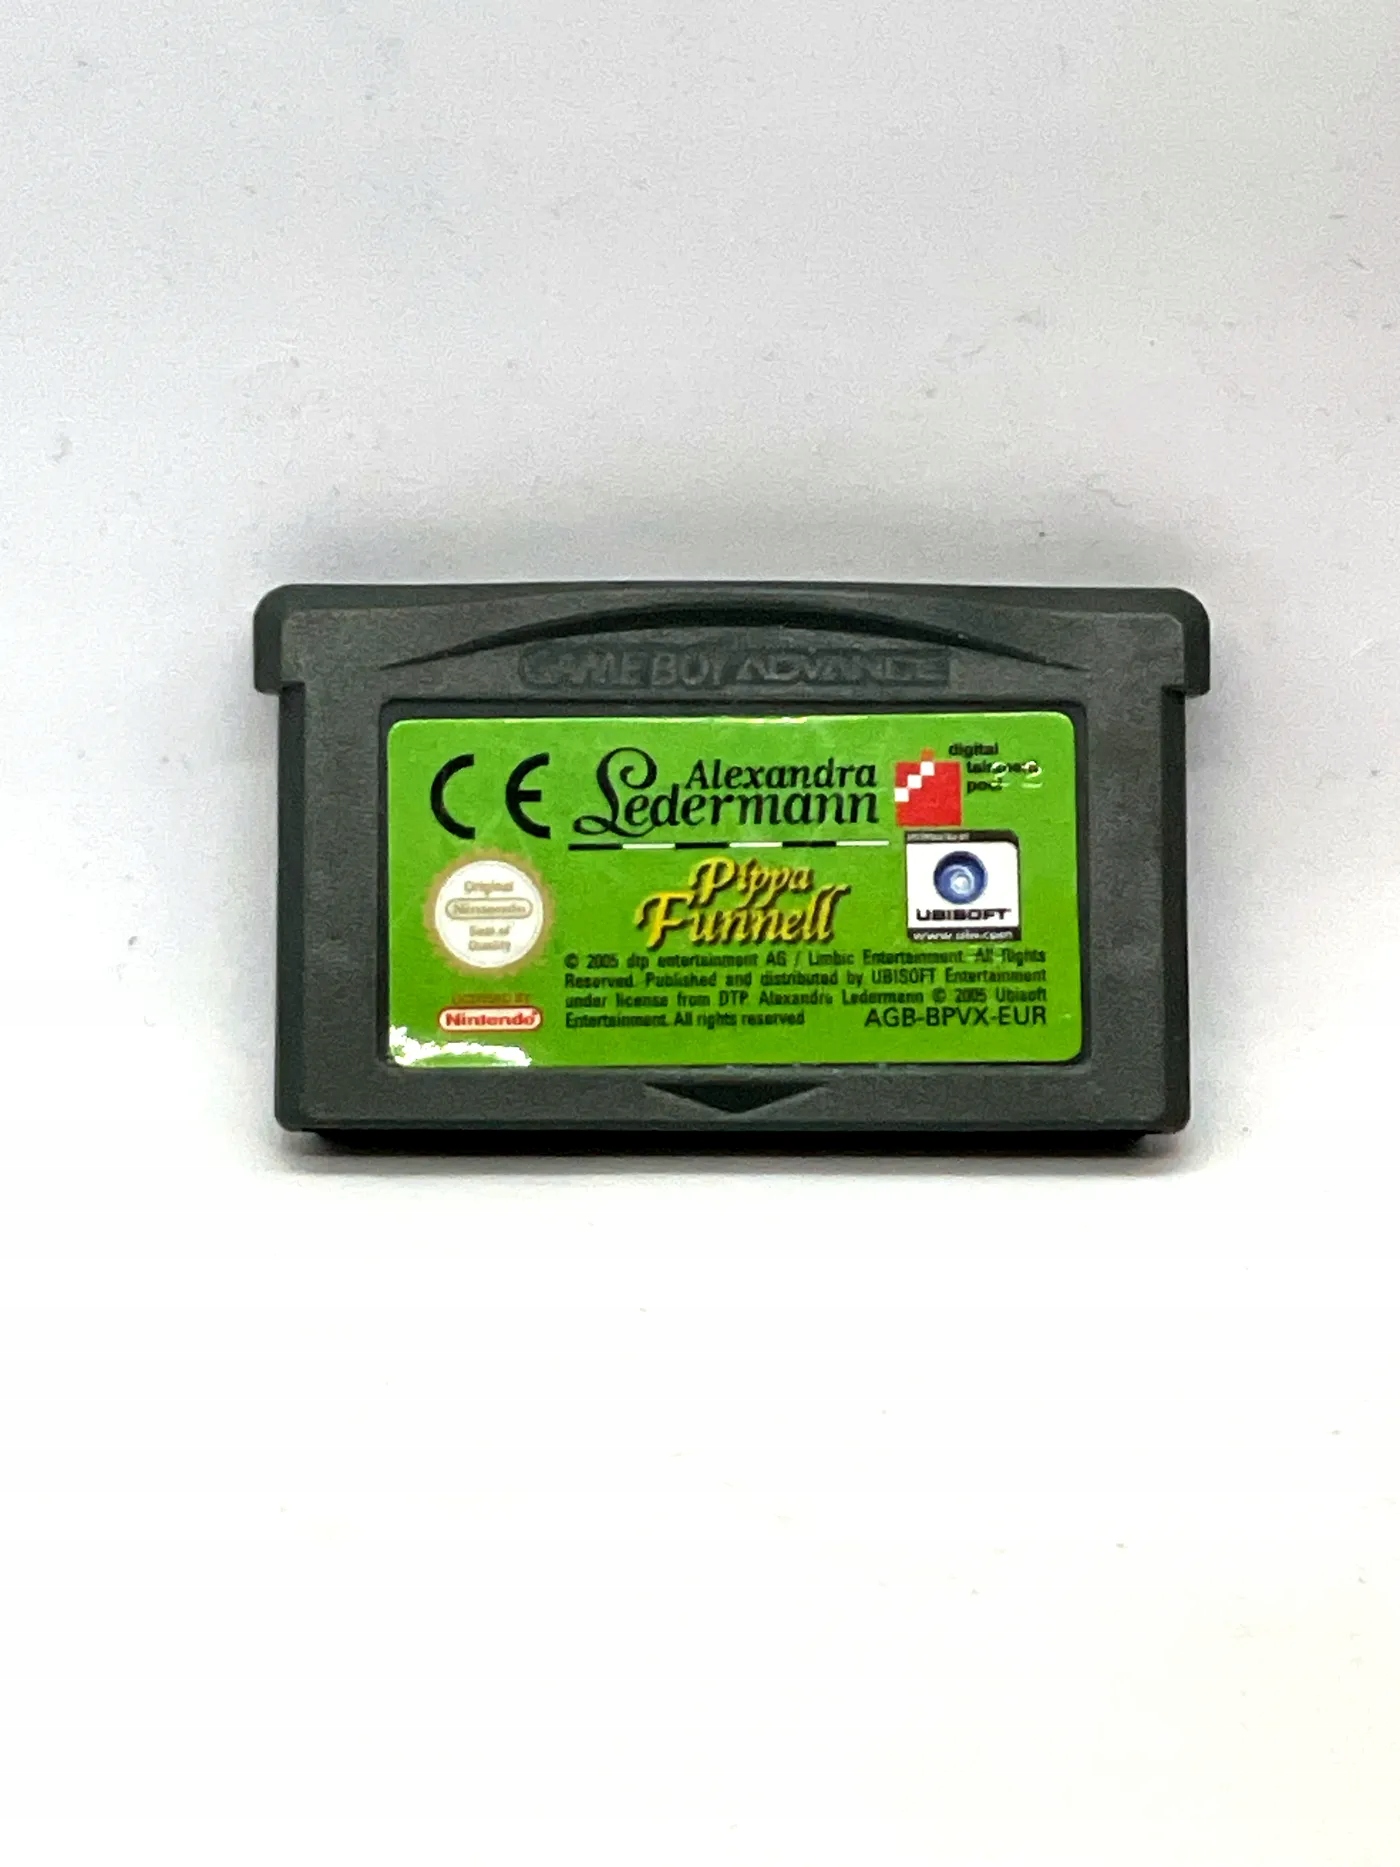 GAME BOY ADVANCE
CE
Alexandra
Ledermann
digital
22
Pippa
Funnell
UBISOFT
Original
Nintendo
Seal of
Quality
LICENSED BY
Nintendo
© 2005 dtp entertainment AG / Limbic Entertainment. All Rights
Reserved. Published and distributed by UBISOFT Entertainment
under license from DTP. Alexandra Ledermann © 2005 Ubisoft
Entertainment. All rights reserved
AGB-BPVX-EUR